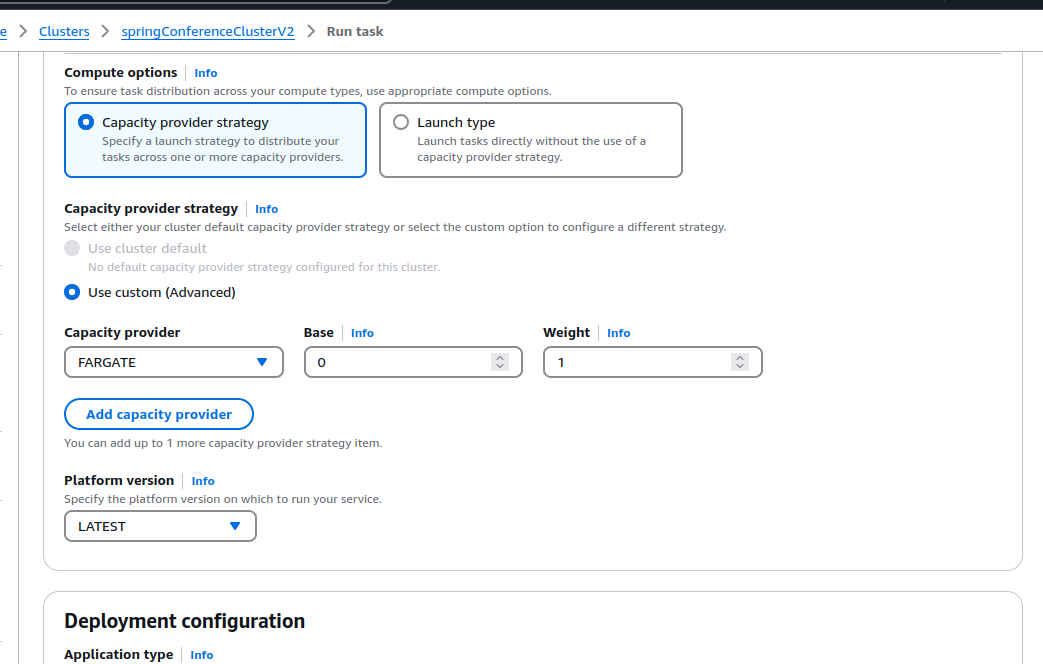 e > Clusters > springConferenceClusterV2 > Run task
Compute options | Info
To ensure task distribution across your compute types, use appropriate compute options.
Capacity provider strategy
Specify a launch strategy to distribute your
tasks across one or more capacity providers.
Launch type
Launch tasks directly without the use of a
capacity provider strategy.
Capacity provider strategy | Info
Select either your cluster default capacity provider strategy or select the custom option to configure a different strategy.
Use cluster default
No default capacity provider strategy configured for this cluster.
Use custom (Advanced)
Capacity provider
FARGATE
Base | Info
0
Weight | Info
1
Add capacity provider
You can add up to 1 more capacity provider strategy item.
Platform version | Info
Specify the platform version on which to run your service.
LATEST
Deployment configuration
Application type | Info